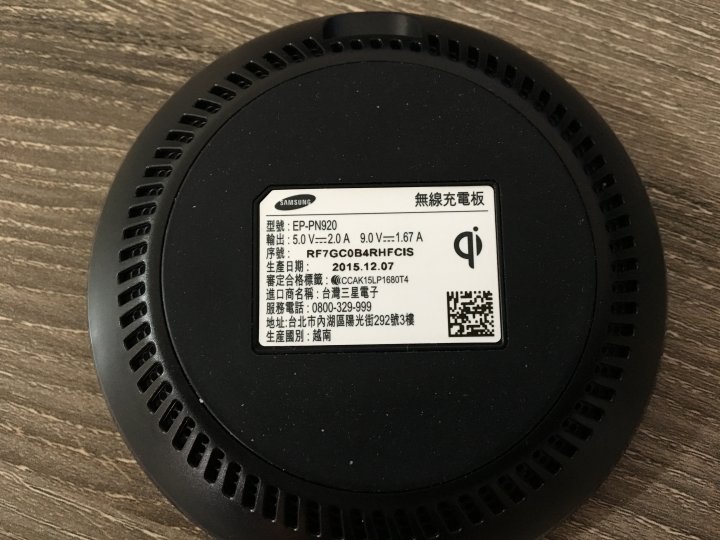 SAMSUNG
無線充電板
型號 : EP-PN920
輸出 : 5.0 V⎓2.0 A 9.0 V⎓1.67 A
序號 : RF7GC0B4RHFCIS
生產日期 : 2015.12.07
審定合格標籤 : CCAK15LP1680T4
進口商名稱 : 台灣三星電子
服務電話 : 0800-329-999
地址:台北市內湖區陽光街292號3樓
生產國別 : 越南
qi